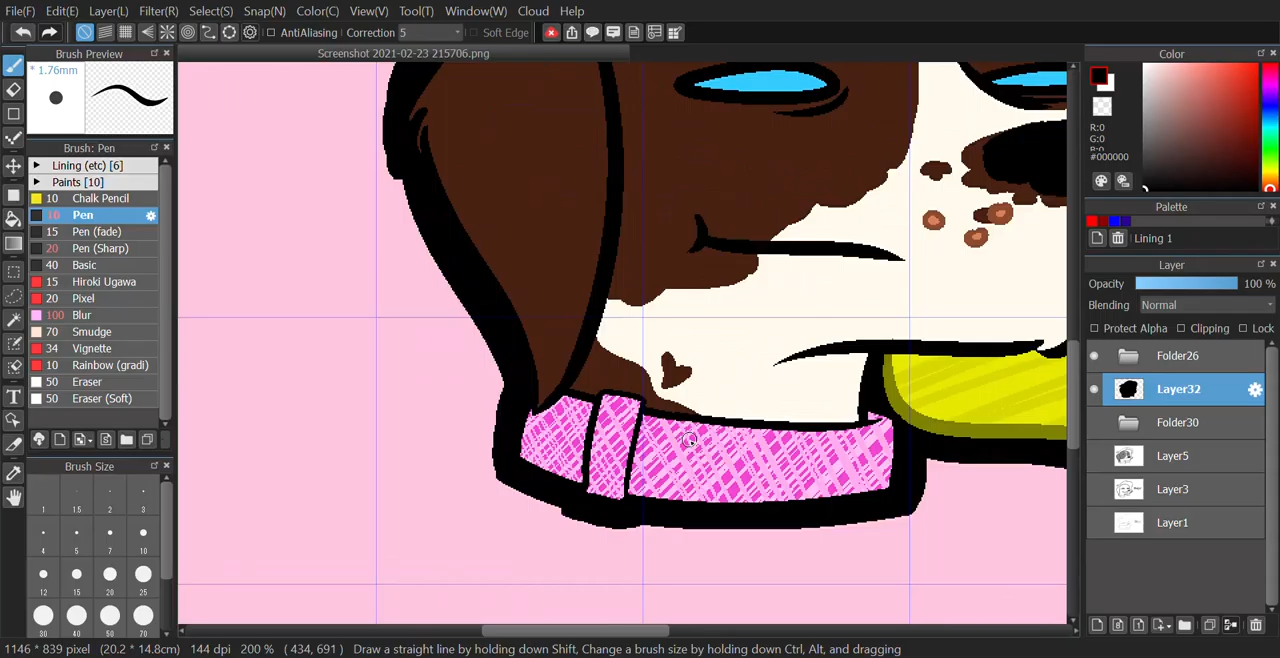 File(F) Edit(E) Layer(L) Filter(R) Select(S) Snap(N) Color(C) View(V) Tool(T) Window(W) Cloud Help
AntiAliasing Correction 5 Soft Edge
Brush Preview
Screenshot 2021-02-23 215706.png
Color
* 1.76mm
R:0
G:0
B:0
#000000
Brush: Pen
Lining (etc) [6]
Paints [10]
10 Chalk Pencil
10 Pen
15 Pen (fade)
20 Pen (Sharp)
40 Basic
15 Hiroki Ugawa
20 Pixel
100 Blur
70 Smudge
34 Vignette
10 Rainbow (gradi)
50 Eraser
50 Eraser (Soft)
Palette
Lining 1
Layer
Opacity 100 %
Blending Normal
Protect Alpha Clipping Lock
Folder26
Layer32
Folder30
Layer5
Layer3
Layer1
T
Brush Size
1 1.5 2 3
4 5 7 10
12 15 20 25
30 40 50 70
1146 * 839 pixel (20.2 * 14.8cm) 144 dpi 200 % ( 434, 691 ) Draw a straight line by holding down Shift, Change a brush size by holding down Ctrl, Alt, and dragging